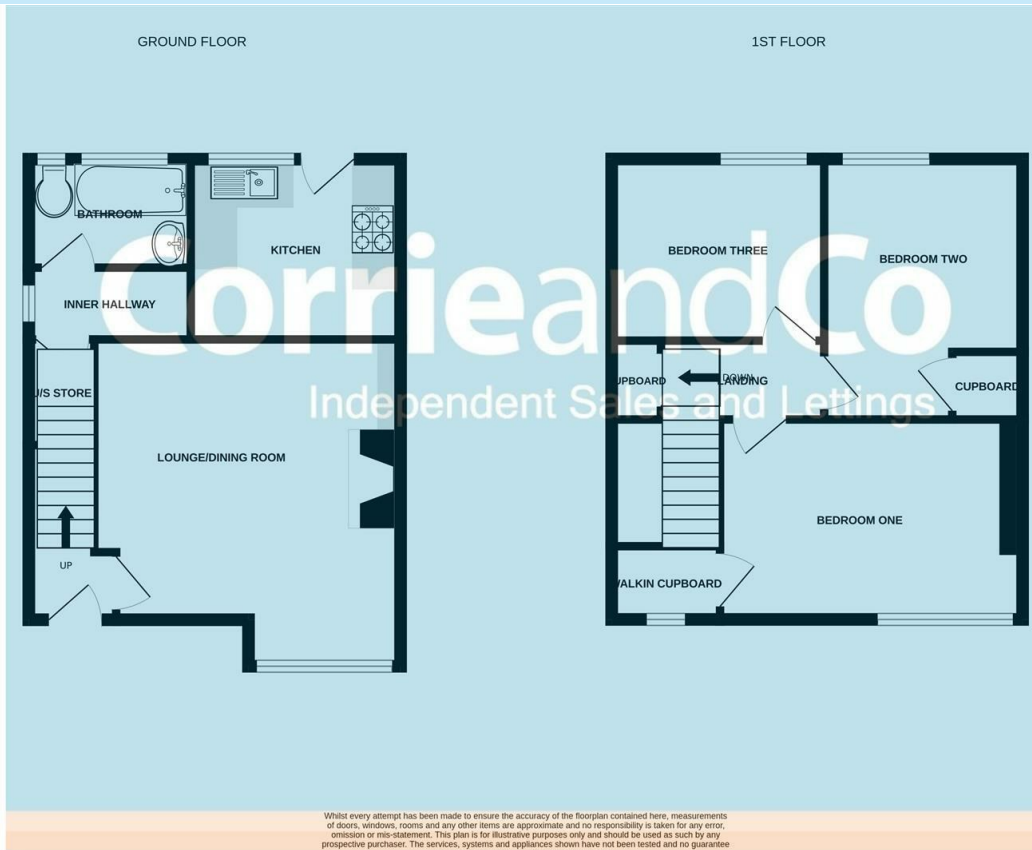 GROUND FLOOR
1ST FLOOR
BATHROOM
KITCHEN
BEDROOM THREE
BEDROOM TWO
INNER HALLWAY
U/S STORE
UPBOARD
DOWN
LANDING
CUPBOARD
CorrieandCo
Independent Sales and Lettings
LOUNGE/DINING ROOM
BEDROOM ONE
UP
WALKIN CUPBOARD
Whilst every attempt has been made to ensure the accuracy of the floorplan contained here, measurements
of doors, windows, rooms and any other items are approximate and no responsibility is taken for any error,
omission or mis-statement. This plan is for illustrative purposes only and should be used as such by any
prospective purchaser. The services, systems and appliances shown have not been tested and no guarantee